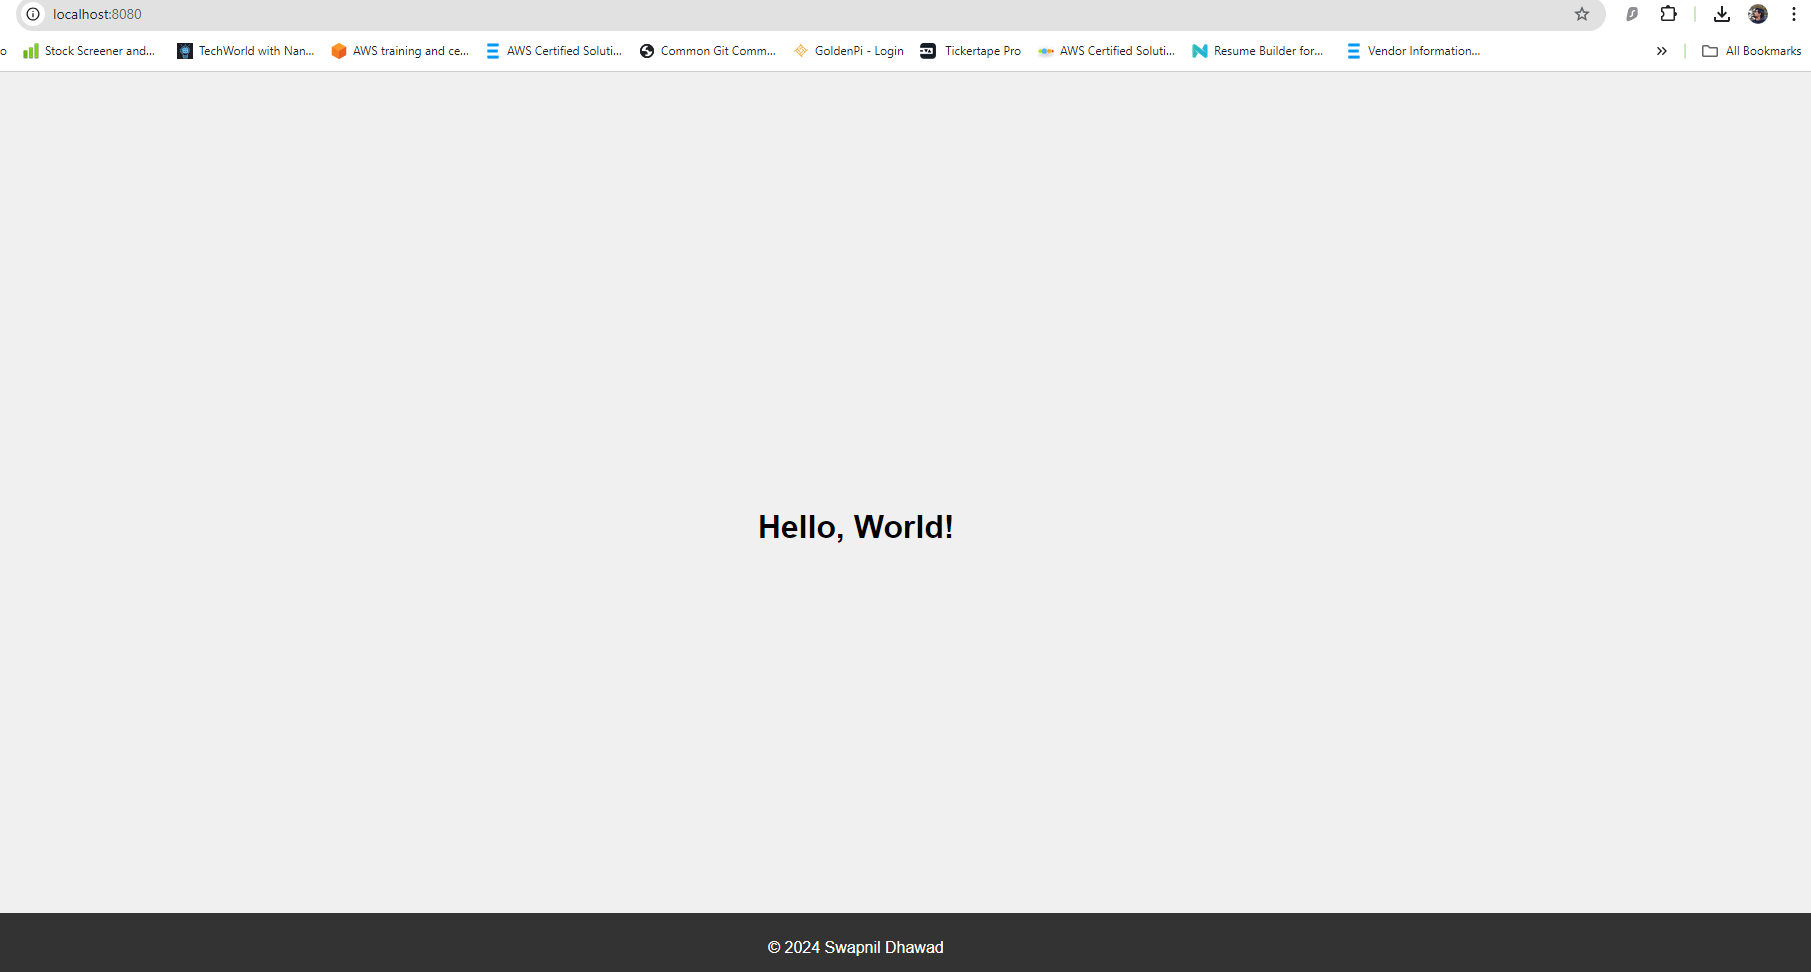 localhost:8080
o Stock Screener and... TechWorld with Nan... AWS training and ce... AWS Certified Soluti... Common Git Comm... GoldenPi - Login Tickertape Pro AWS Certified Soluti... Resume Builder for... Vendor Information... » All Bookmarks
Hello, World!
© 2024 Swapnil Dhawad